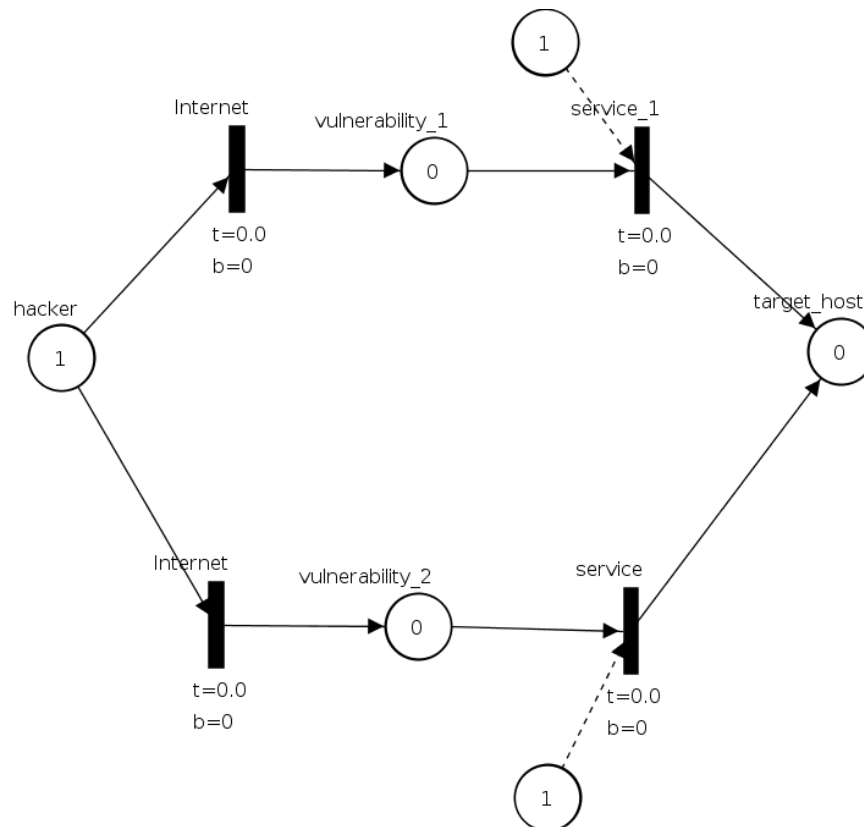 1
Internet
vulnerability_1
service_1
0
t=0.0
b=0
t=0.0
b=0
hacker
target_host
1
0
Internet
vulnerability_2
service
0
t=0.0
b=0
t=0.0
b=0
1